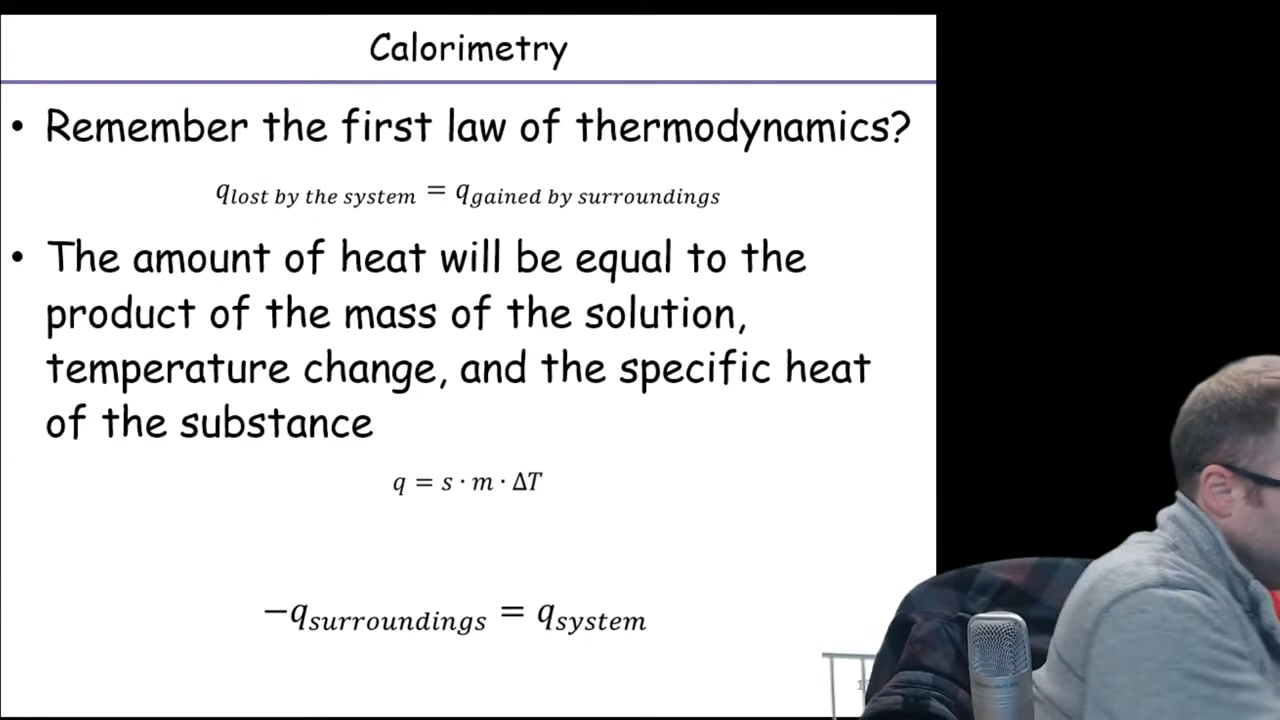 Calorimetry
• Remember the first law of thermodynamics?
q_lost by the system = q_gained by surroundings
• The amount of heat will be equal to the
product of the mass of the solution,
temperature change, and the specific heat
of the substance
q = s · m · ΔT
−q_surroundings = q_system